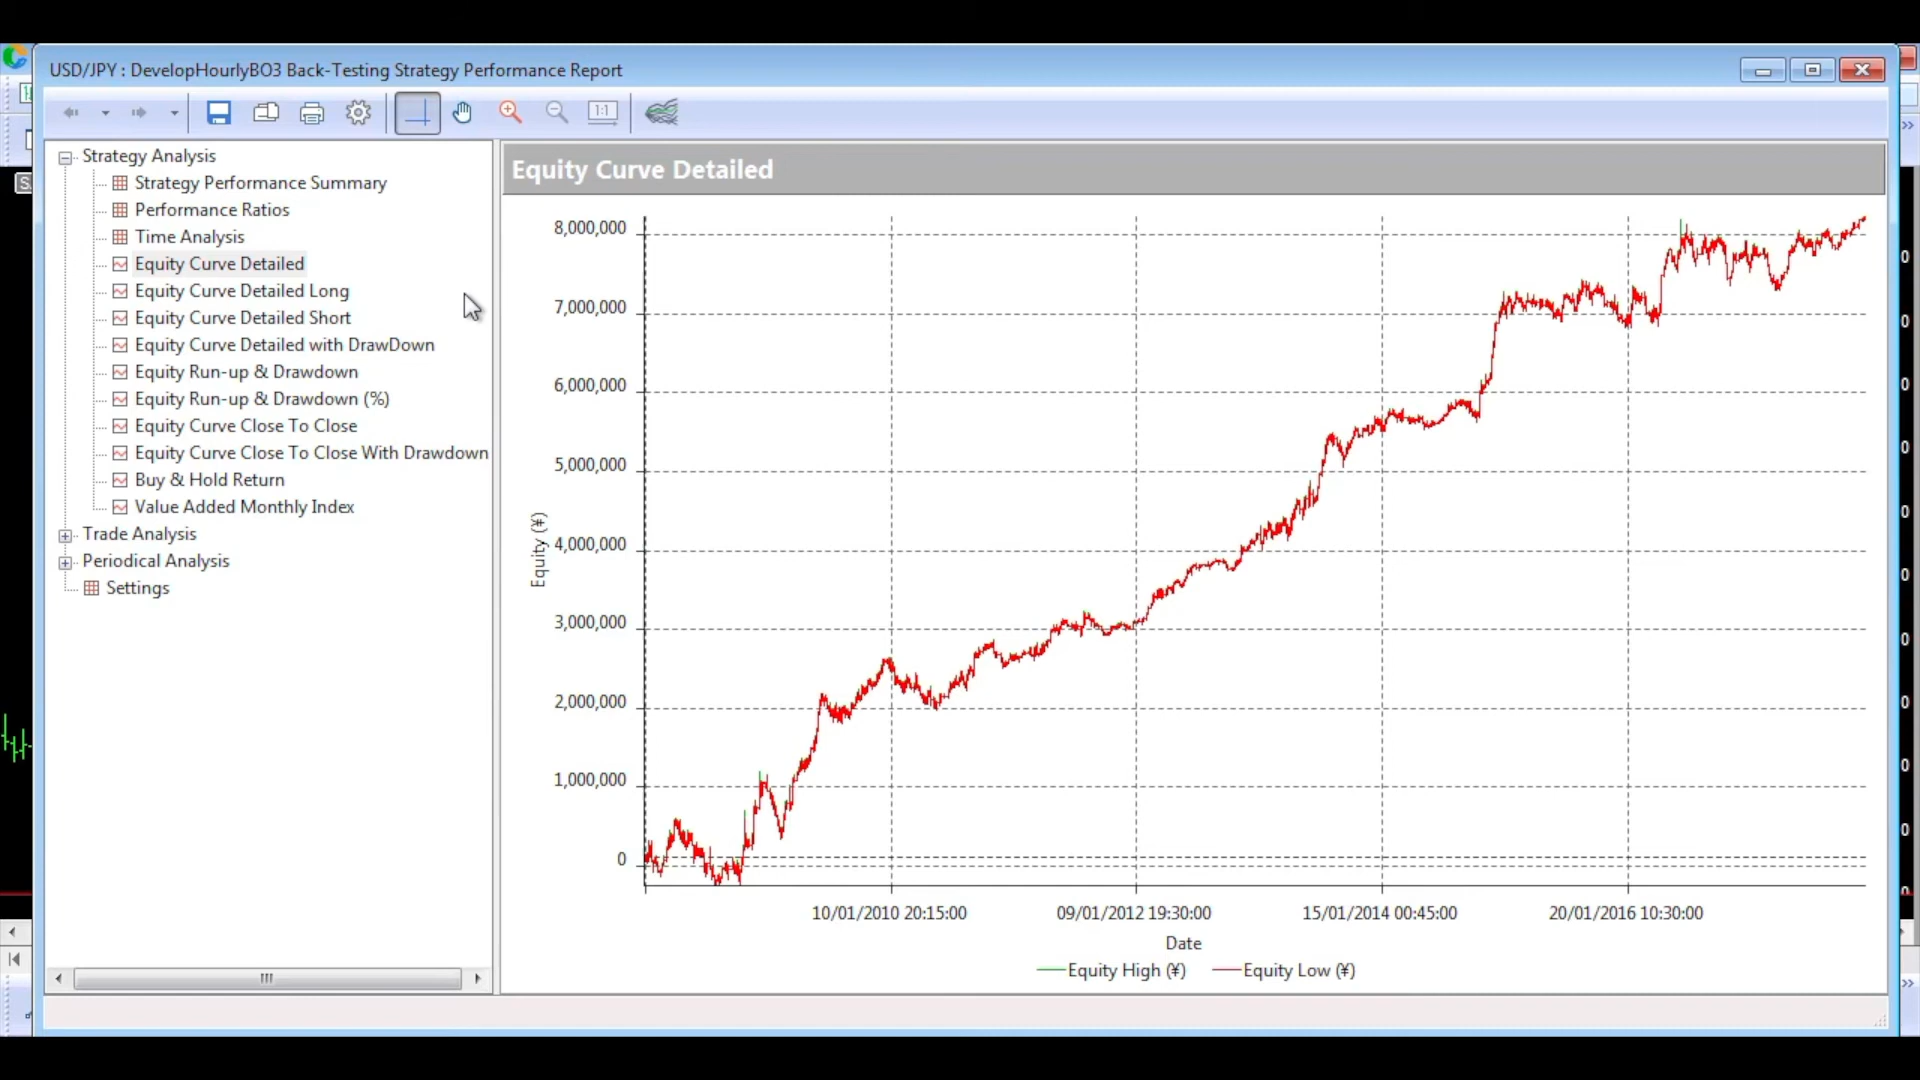 USD/JPY : DevelopHourlyBO3 Back-Testing Strategy Performance Report
1:1
Strategy Analysis
Strategy Performance Summary
Performance Ratios
Time Analysis
Equity Curve Detailed
Equity Curve Detailed Long
Equity Curve Detailed Short
Equity Curve Detailed with DrawDown
Equity Run-up & Drawdown
Equity Run-up & Drawdown (%)
Equity Curve Close To Close
Equity Curve Close To Close With Drawdown
Buy & Hold Return
Value Added Monthly Index
Trade Analysis
Periodical Analysis
Settings
Equity Curve Detailed
8,000,000
7,000,000
6,000,000
5,000,000
4,000,000
3,000,000
2,000,000
1,000,000
0
Equity (¥)
10/01/2010 20:15:00
09/01/2012 19:30:00
15/01/2014 00:45:00
20/01/2016 10:30:00
Date
Equity High (¥)
Equity Low (¥)